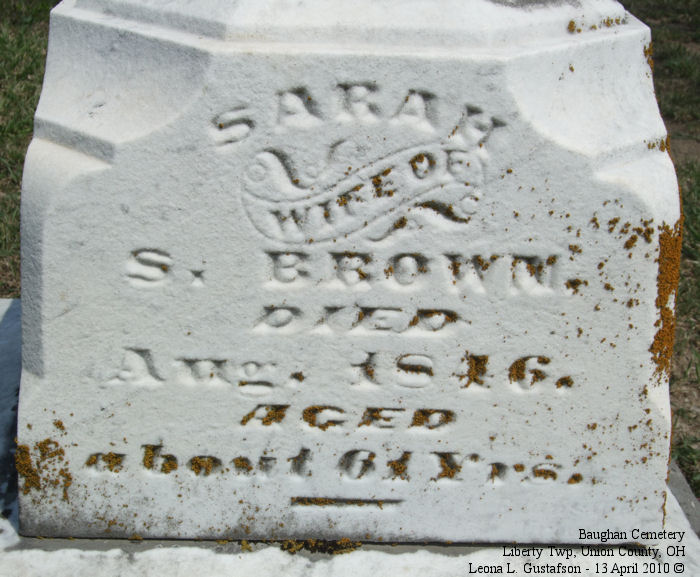 SARAH
WIFE OF
S. BROWN.
DIED
Aug. 1846.
AGED
about 61 Yrs.
Baughan Cemetery
Liberty Twp, Union County, OH
Leona L. Gustafson - 13 April 2010 ©